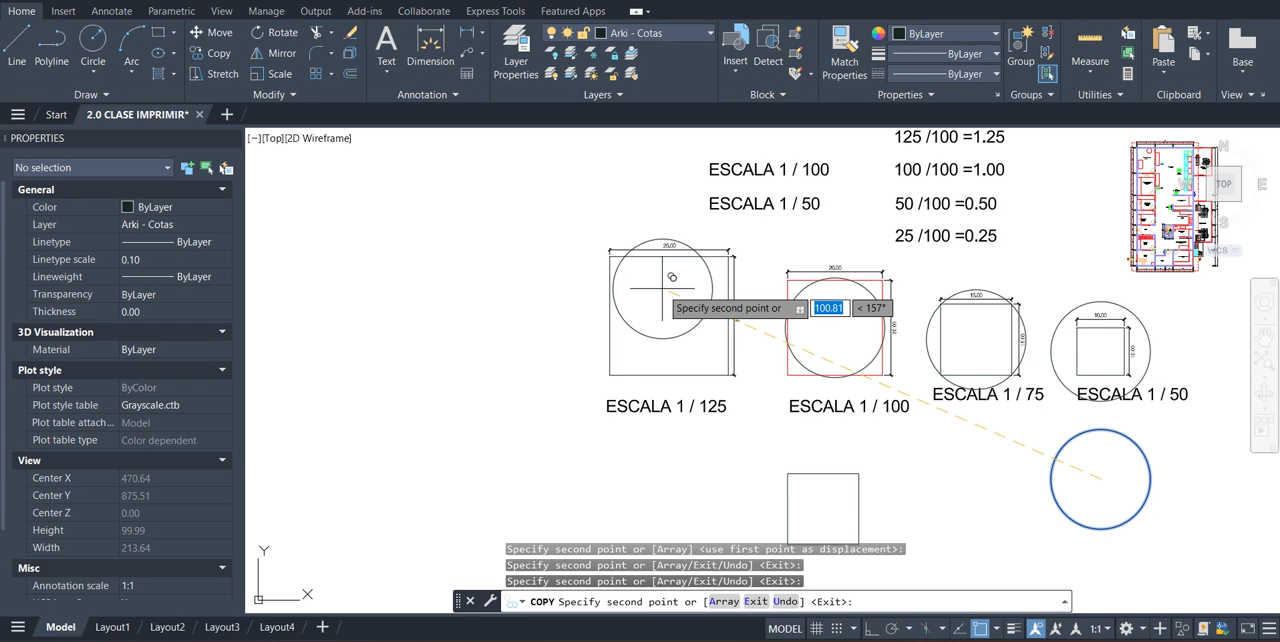 Home Insert Annotate Parametric View Manage Output Add-ins Collaborate Express Tools Featured Apps
Line Polyline Circle Arc
Move Rotate
Copy Mirror
Stretch Scale
Text Dimension
Layer Properties
Arki - Cotas
Insert Detect
Match Properties
ByLayer
ByLayer
ByLayer
Group Measure Paste Base
Draw Modify Annotation Layers Block Properties Groups Utilities Clipboard View
Start 2.0 CLASE IMPRIMIR*
PROPERTIES
No selection
General
Color ByLayer
Layer Arki - Cotas
Linetype ByLayer
Linetype scale 0.10
Lineweight ByLayer
Transparency ByLayer
Thickness 0.00
3D Visualization
Material ByLayer
Plot style
Plot style ByColor
Plot style table Grayscale.ctb
Plot table attach... Model
Plot table type Color dependent
View
Center X 470.64
Center Y 875.51
Center Z 0.00
Height 99.99
Width 213.64
Misc
Annotation scale 1:1
[−][Top][2D Wireframe]
125 /100 =1.25
ESCALA 1 / 100 100 /100 =1.00
ESCALA 1 / 50 50 /100 =0.50
25 /100 =0.25
N
W TOP E
S
WCS
25.00
20.00
15.00
10.00
Specify second point or 100.81 < 157°
ESCALA 1 / 125
ESCALA 1 / 100
ESCALA 1 / 75
ESCALA 1 / 50
Y
X
Specify second point or [Array] <use first point as displacement>:
Specify second point or [Array/Exit/Undo] <Exit>:
Specify second point or [Array/Exit/Undo] <Exit>:
COPY Specify second point or [Array Exit Undo] <Exit>:
Model Layout1 Layout2 Layout3 Layout4
MODEL 1:1